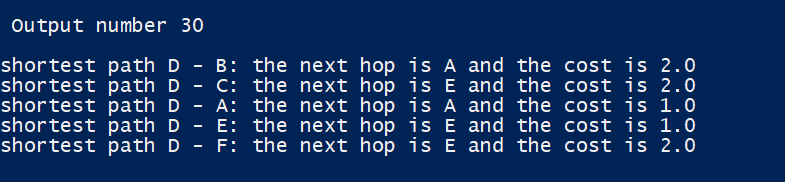 Output number 30
shortest path D - B: the next hop is A and the cost is 2.0
shortest path D - C: the next hop is E and the cost is 2.0
shortest path D - A: the next hop is A and the cost is 1.0
shortest path D - E: the next hop is E and the cost is 1.0
shortest path D - F: the next hop is E and the cost is 2.0